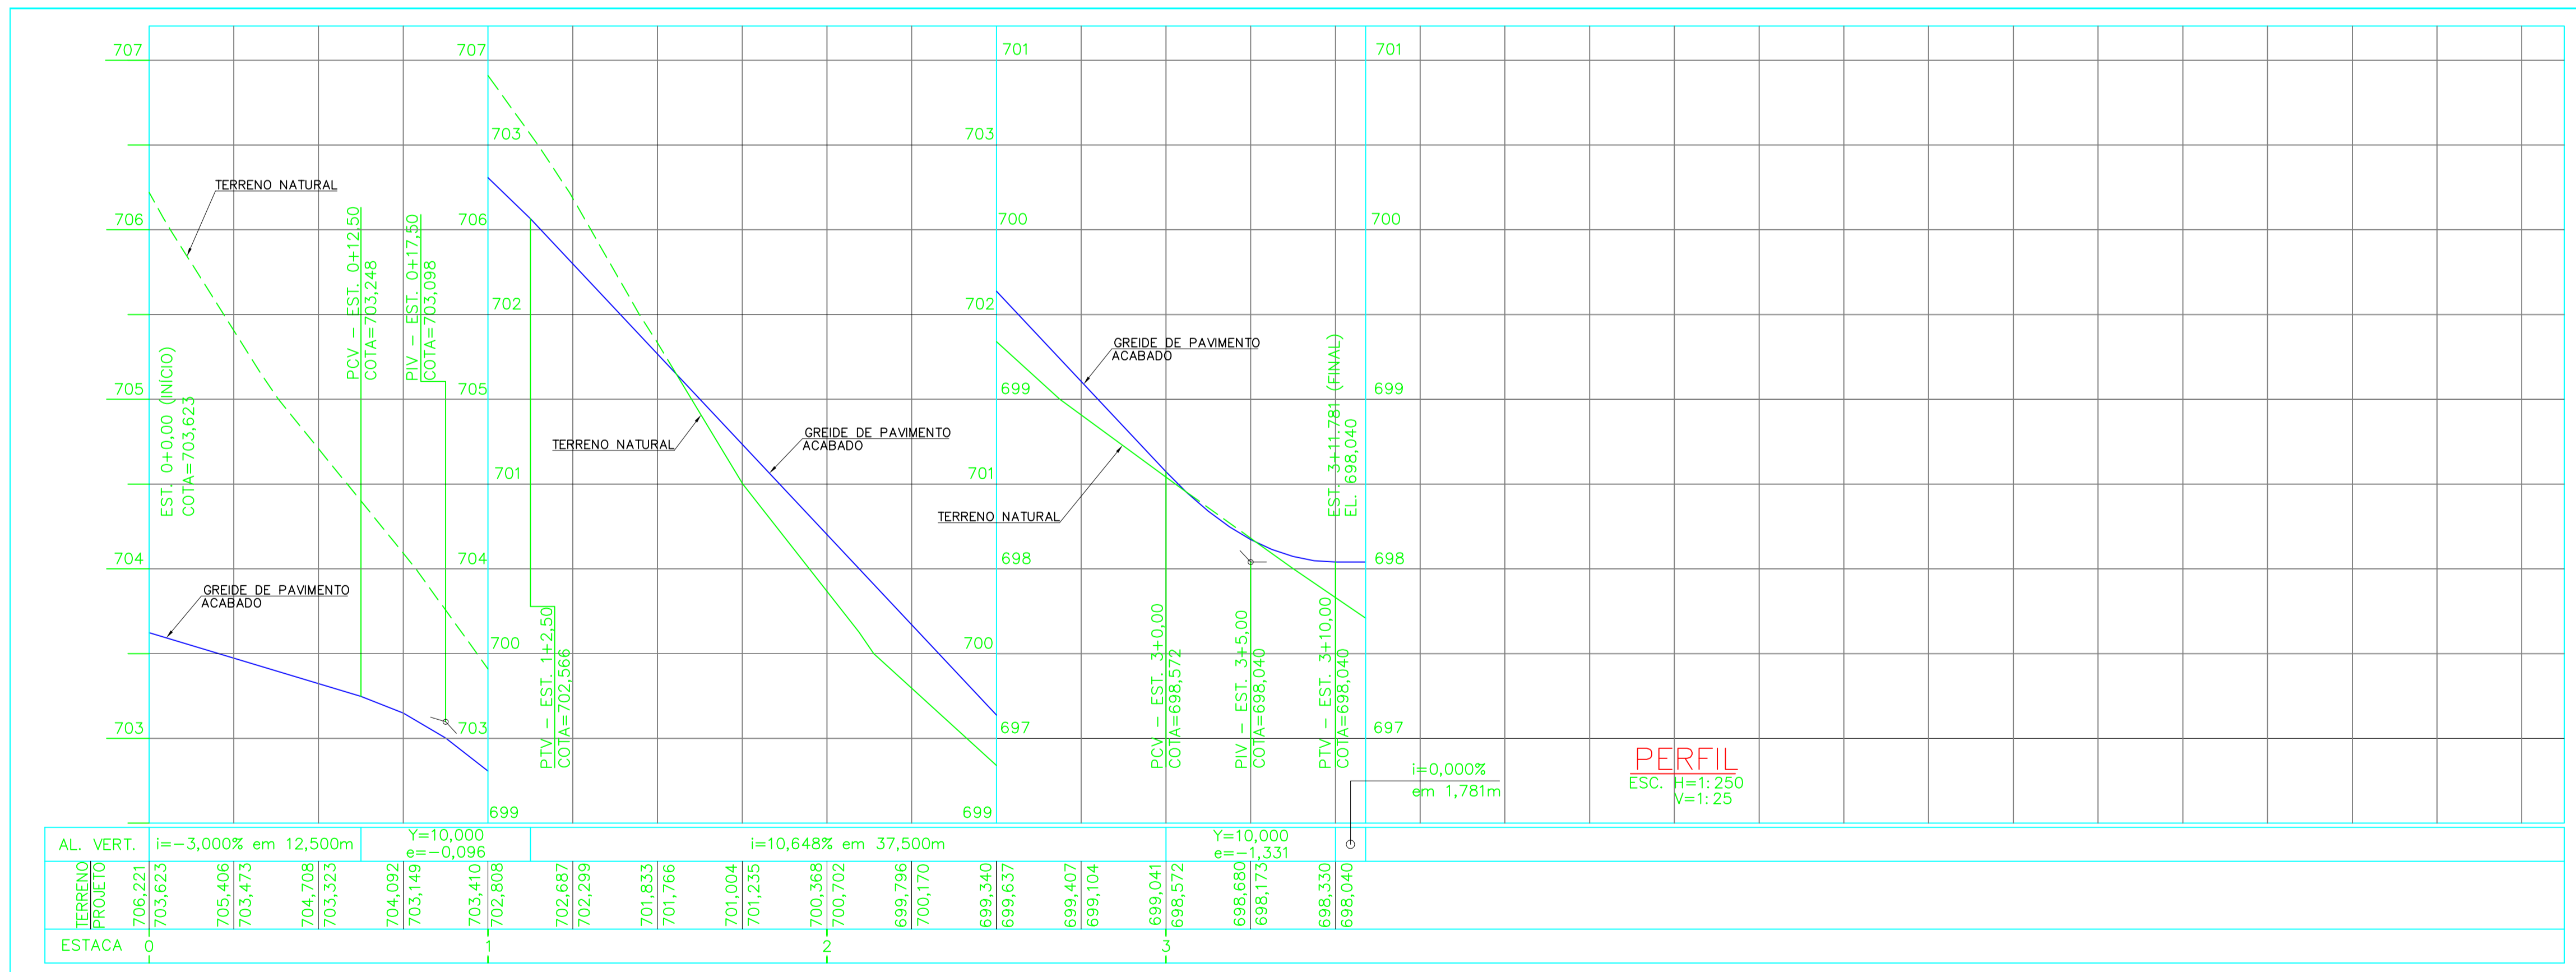 707
707
701
701
703
703
TERRENO NATURAL
706
706
700
700
PCV - EST. 0+12,50
COTA=703,248
PIV - EST. 0+17,50
COTA=703,098
702
702
GREIDE DE PAVIMENTO
ACABADO
EST. 0+0,00 (INÍCIO)
COTA=703,623
705
705
699
699
EST. 3+11.781 (FINAL)
EL. 698,040
TERRENO NATURAL
GREIDE DE PAVIMENTO
ACABADO
701
701
TERRENO NATURAL
704
704
698
698
GREIDE DE PAVIMENTO
ACABADO
700
700
PTV - EST. 1+2,50
COTA=702,566
PCV - EST. 3+0,00
COTA=698,572
PIV - EST. 3+5,00
COTA=698,040
PTV - EST. 3+10,00
COTA=698,040
703
703
697
697
i=0,000%
em 1,781m
PERFIL
ESC. H=1:250
V=1:25
699
699
AL. VERT.
i=-3,000% em 12,500m
Y=10,000
e=-0,096
i=10,648% em 37,500m
Y=10,000
e=-1,331
TERRENO
PROJETO
706,221
703,623
705,406
703,473
704,708
703,323
704,092
703,149
703,410
702,808
702,687
702,299
701,833
701,766
701,004
701,235
700,368
700,702
699,796
700,170
699,340
699,637
699,407
699,104
699,041
698,572
698,680
698,173
698,330
698,040
ESTACA
0
1
2
3